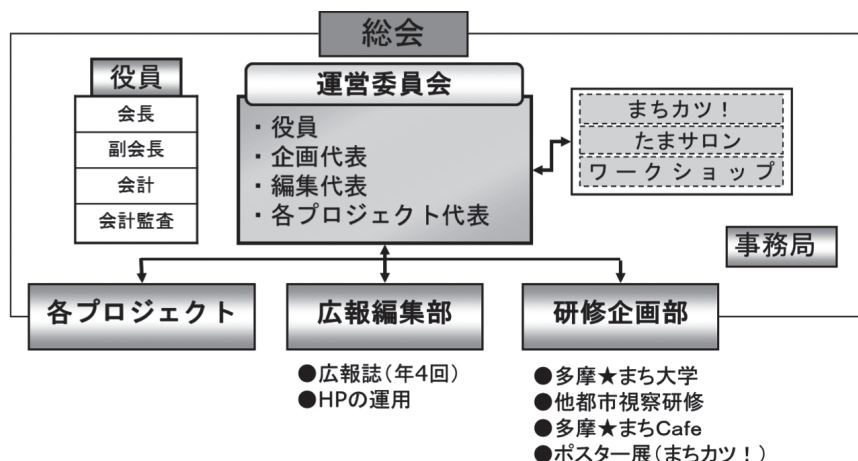 総会
役員
会長
副会長
会計
会計監査
運営委員会
・役員
・企画代表
・編集代表
・各プロジェクト代表
まちカツ！
たまサロン
ワークショップ
事務局
各プロジェクト
広報編集部
●広報誌（年4回）
●HPの運用
研修企画部
●多摩★まち大学
●他都市視察研修
●多摩★まちCafe
●ポスター展（まちカツ！）